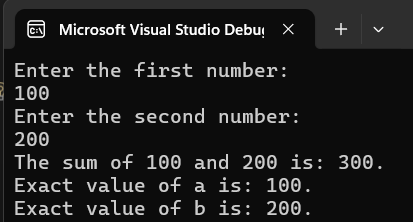 Microsoft Visual Studio Debu
Enter the first number:
100
Enter the second number:
200
The sum of 100 and 200 is: 300.
Exact value of a is: 100.
Exact value of b is: 200.